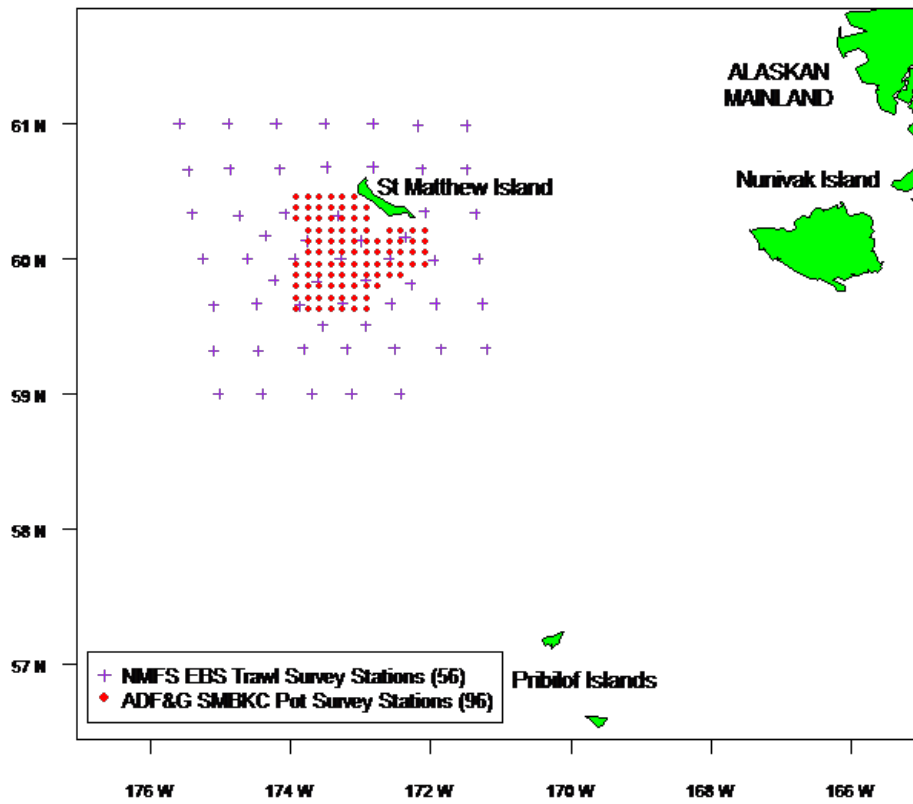 ALASKAN
MAINLAND
61 N
St Matthew Island
Nunivak Island
60 N
59 N
58 N
57 N
NMFS EBS Trawl Survey Stations (56)
Pribilof Islands
ADF&G SMBKC Pot Survey Stations (96)
176 W 174 W 172 W 170 W 168 W 166 W